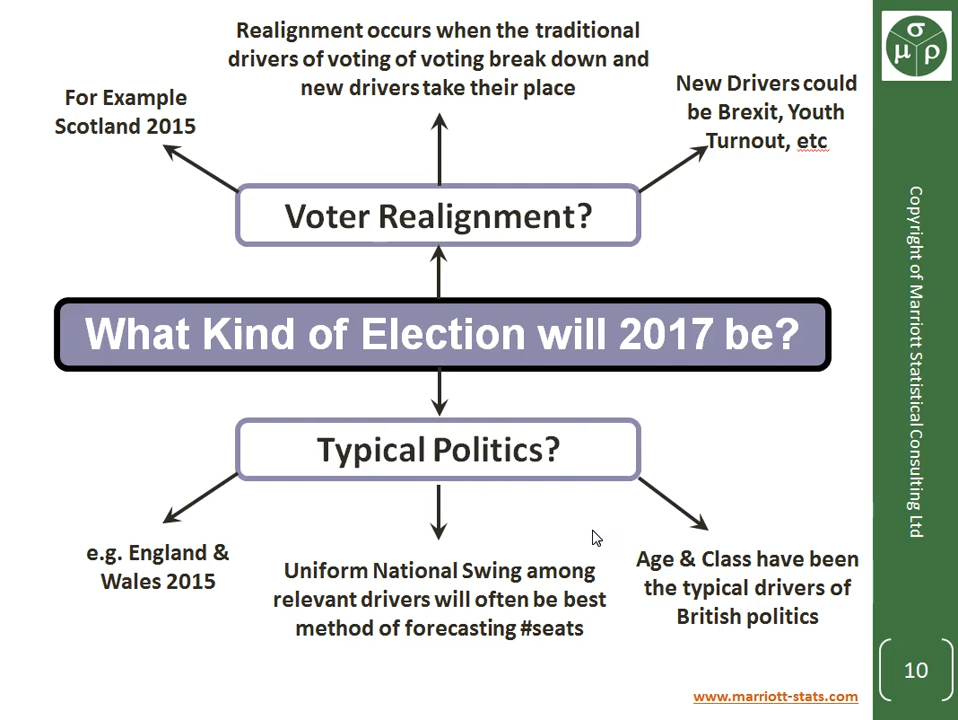 Realignment occurs when the traditional
drivers of voting of voting break down and
new drivers take their place
For Example
Scotland 2015
New Drivers could
be Brexit, Youth
Turnout, etc
Voter Realignment?
What Kind of Election will 2017 be?
Typical Politics?
e.g. England &
Wales 2015
Uniform National Swing among
relevant drivers will often be best
method of forecasting #seats
Age & Class have been
the typical drivers of
British politics
www.marriott-stats.com
σ
μ ρ
Copyright of Marriott Statistical Consulting Ltd
10